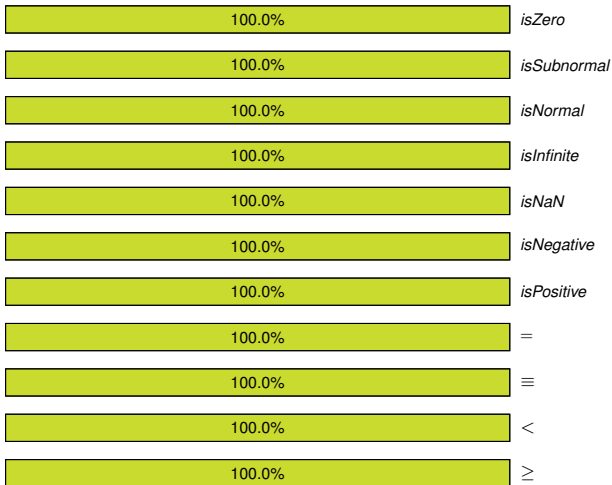 100.0% isZero
100.0% isSubnormal
100.0% isNormal
100.0% isInfinite
100.0% isNaN
100.0% isNegative
100.0% isPositive
100.0% =
100.0% ≡
100.0% <
100.0% ≥